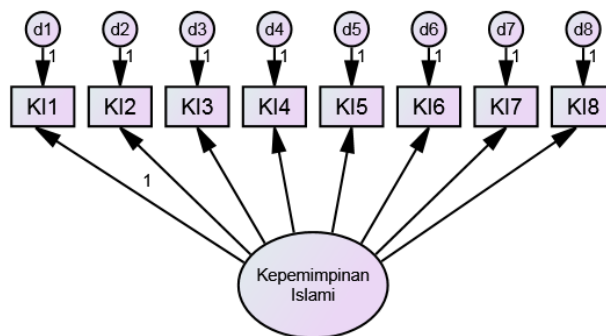 d1 d2 d3 d4 d5 d6 d7 d8
1 1 1 1 1 1 1 1
KI1 KI2 KI3 KI4 KI5 KI6 KI7 KI8
1
Kepemimpinan
Islami